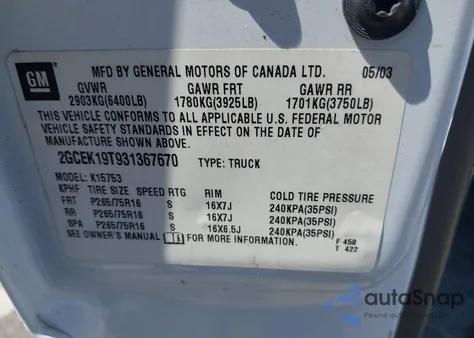 GM
MFD BY GENERAL MOTORS OF CANADA LTD. 05/03
GVWR GAWR FRT GAWR RR
2903KG(6400LB) 1780KG(3925LB) 1701KG(3750LB)
THIS VEHICLE CONFORMS TO ALL APPLICABLE U.S. FEDERAL MOTOR
VEHICLE SAFETY STANDARDS IN EFFECT ON THE DATE OF
MANUFACTURE SHOWN ABOVE.
2GCEK19T931367670 TYPE: TRUCK
MODEL: K15753
KPHF TIRE SIZE SPEED RTG RIM COLD TIRE PRESSURE
FRT P265/75R16 S 16X7J 240KPA(35PSI)
RR P265/75R16 S 16X7J 240KPA(35PSI)
SPA P265/75R16 S 16X6.5J 240KPA(35PSI)
SEE OWNER'S MANUAL FOR MORE INFORMATION.
F 458
T 422
autoSnap
Pewne auto z USA